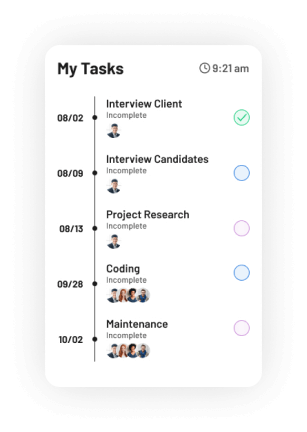 My Tasks
9:21 am
Interview Client
08/02
Incomplete
Interview Candidates
08/09
Incomplete
Project Research
08/13
Incomplete
Coding
09/28
Incomplete
Maintenance
10/02
Incomplete